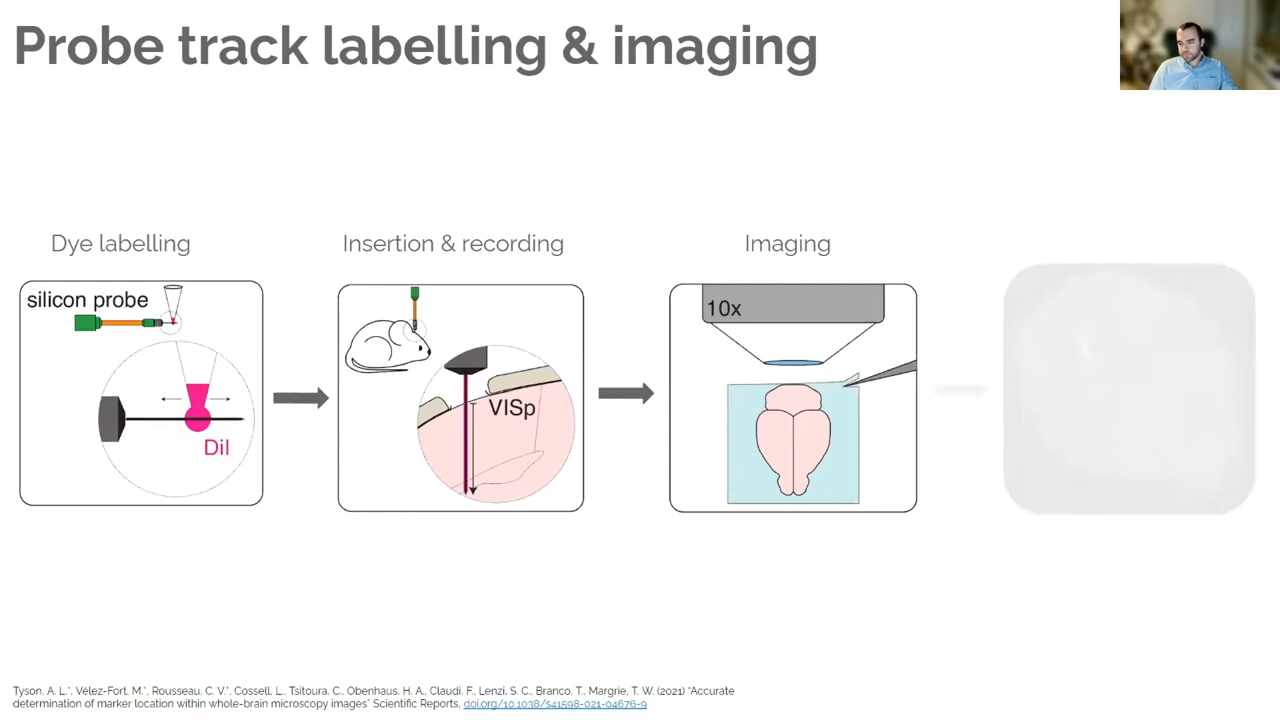 Probe track labelling & imaging
Dye labelling
Insertion & recording
Imaging
silicon probe
DiI
VISp
10x
Tyson, A. L.*, Vélez-Fort, M.*, Rousseau, C. V.*, Cossell, L., Tsitoura, C., Obenhaus, H. A., Claudi, F., Lenzi, S. C., Branco, T., Margrie, T. W. (2021) "Accurate
determination of marker location within whole-brain microscopy images" Scientific Reports. doi.org/10.1038/s41598-021-04676-9